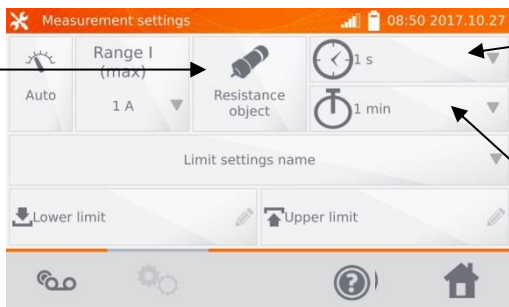 Measurement settings
08:50 2017.10.27
Auto
Range I
(max)
1 A
Resistance
object
1 s
1 min
Limit settings name
Lower limit
Upper limit
?